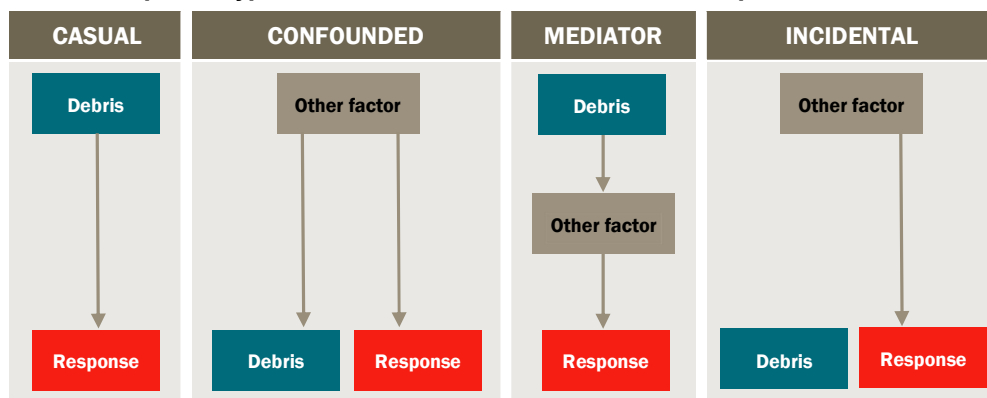 CASUAL
CONFOUNDED
MEDIATOR
INCIDENTAL
Debris
Other factor
Debris
Other factor
Other factor
Response
Debris
Response
Response
Debris
Response